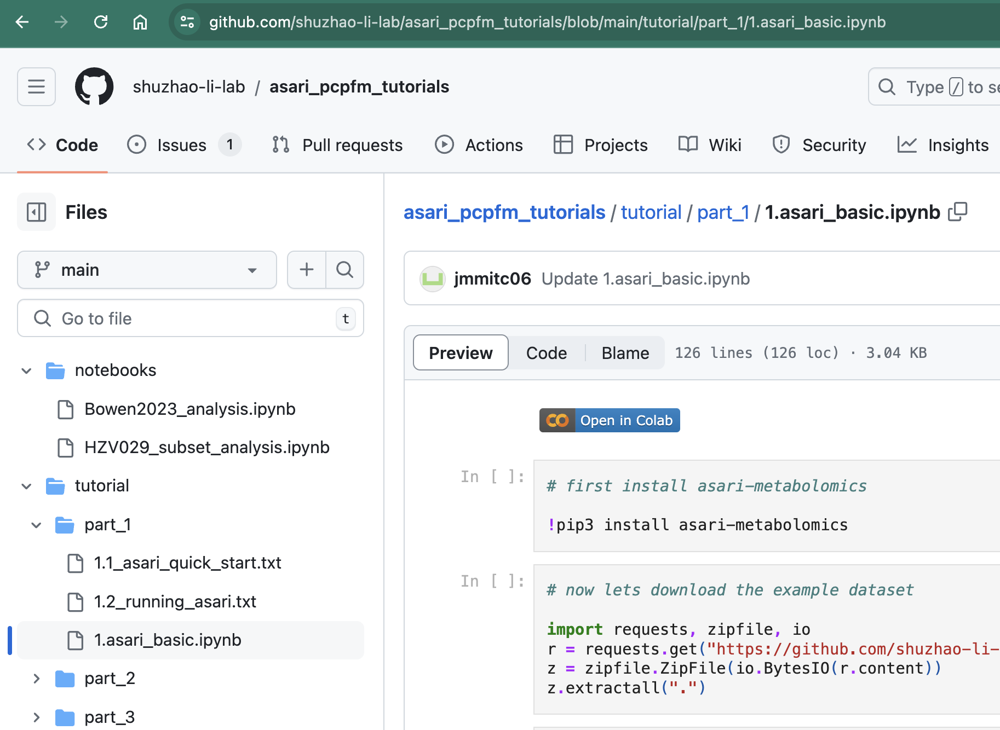 github.com/shuzhao-li-lab/asari_pcpfm_tutorials/blob/main/tutorial/part_1/1.asari_basic.ipynb
shuzhao-li-lab / asari_pcpfm_tutorials
Type / to se
Code
Issues 1
Pull requests
Actions
Projects
Wiki
Security
Insights
Files
main
Go to file t
notebooks
Bowen2023_analysis.ipynb
HZV029_subset_analysis.ipynb
tutorial
part_1
1.1_asari_quick_start.txt
1.2_running_asari.txt
1.asari_basic.ipynb
part_2
part_3
asari_pcpfm_tutorials / tutorial / part_1 / 1.asari_basic.ipynb
jmmitc06 Update 1.asari_basic.ipynb
Preview Code Blame 126 lines (126 loc) · 3.04 KB
Open in Colab
In [ ]:
# first install asari-metabolomics
!pip3 install asari-metabolomics
In [ ]:
# now lets download the example dataset
import requests, zipfile, io
r = requests.get("https://github.com/shuzhao-li-
z = zipfile.ZipFile(io.BytesIO(r.content))
z.extractall(".")